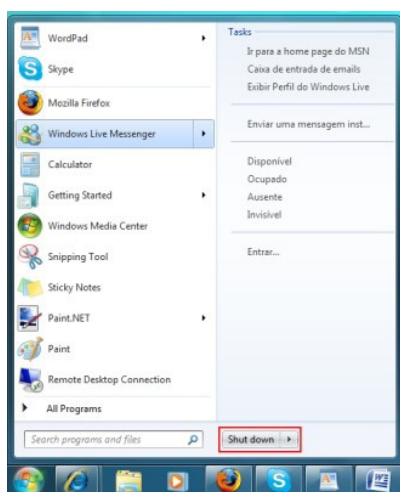 WordPad
Skype
Mozilla Firefox
Windows Live Messenger
Calculator
Getting Started
Windows Media Center
Snipping Tool
Sticky Notes
Paint.NET
Paint
Remote Desktop Connection
All Programs
Search programs and files
Tasks
Ir para a home page do MSN
Caixa de entrada de emails
Exibir Perfil do Windows Live
Enviar uma mensagem inst...
Disponível
Ocupado
Ausente
Invisível
Entrar...
Shut down